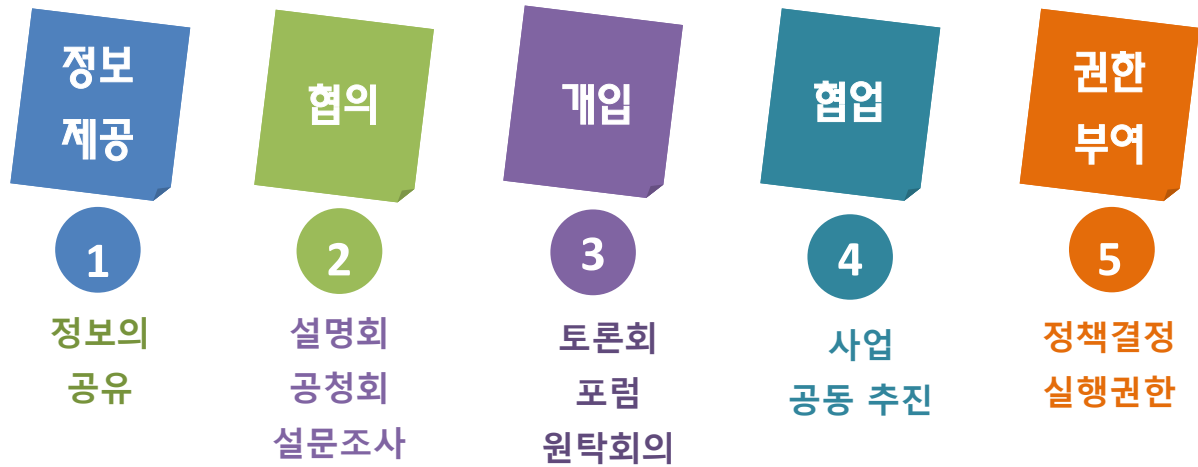 정보
제공
협의
개입
협업
권한
부여
1
2
3
4
5
정보의
공유
설명회
공청회
설문조사
토론회
포럼
원탁회의
사업
공동 추진
정책결정
실행권한